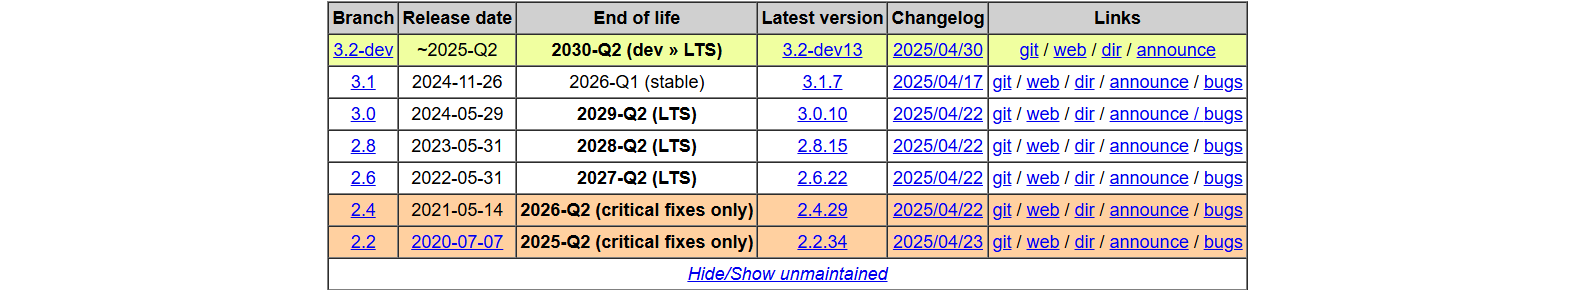 Branch Release date End of life Latest version Changelog Links
3.2-dev ~2025-Q2 2030-Q2 (dev » LTS) 3.2-dev13 2025/04/30 git / web / dir / announce
3.1 2024-11-26 2026-Q1 (stable) 3.1.7 2025/04/17 git / web / dir / announce / bugs
3.0 2024-05-29 2029-Q2 (LTS) 3.0.10 2025/04/22 git / web / dir / announce / bugs
2.8 2023-05-31 2028-Q2 (LTS) 2.8.15 2025/04/22 git / web / dir / announce / bugs
2.6 2022-05-31 2027-Q2 (LTS) 2.6.22 2025/04/22 git / web / dir / announce / bugs
2.4 2021-05-14 2026-Q2 (critical fixes only) 2.4.29 2025/04/22 git / web / dir / announce / bugs
2.2 2020-07-07 2025-Q2 (critical fixes only) 2.2.34 2025/04/23 git / web / dir / announce / bugs
Hide/Show unmaintained